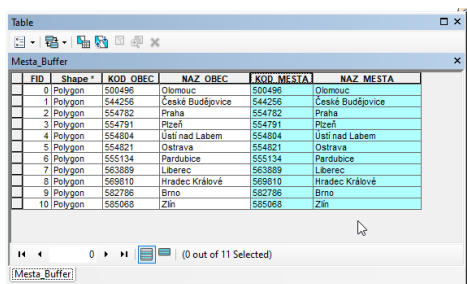 Table
Mesta_Buffer
FID Shape * KOD_OBEC NAZ_OBEC KOD_MESTA NAZ_MESTA
0 Polygon 500496 Olomouc 500496 Olomouc
1 Polygon 544256 České Budějovice 544256 České Budějovice
2 Polygon 554782 Praha 554782 Praha
3 Polygon 554791 Plzeň 554791 Plzeň
4 Polygon 554804 Ústí nad Labem 554804 Ústí nad Labem
5 Polygon 554821 Ostrava 554821 Ostrava
6 Polygon 555134 Pardubice 555134 Pardubice
7 Polygon 563889 Liberec 563889 Liberec
8 Polygon 569810 Hradec Králové 569810 Hradec Králové
9 Polygon 582786 Brno 582786 Brno
10 Polygon 585068 Zlín 585068 Zlín
0 (0 out of 11 Selected)
Mesta_Buffer